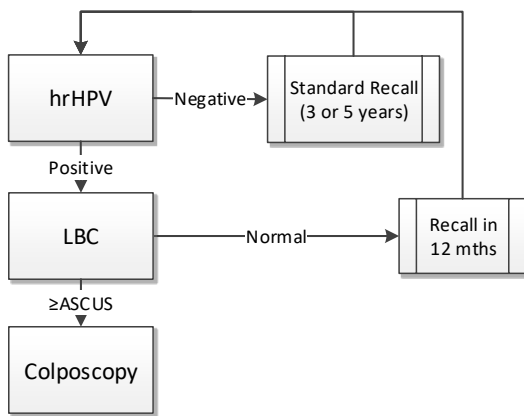 hrHPV
Negative
Standard Recall
(3 or 5 years)
Positive
LBC
Normal
Recall in
12 mths
≥ASCUS
Colposcopy